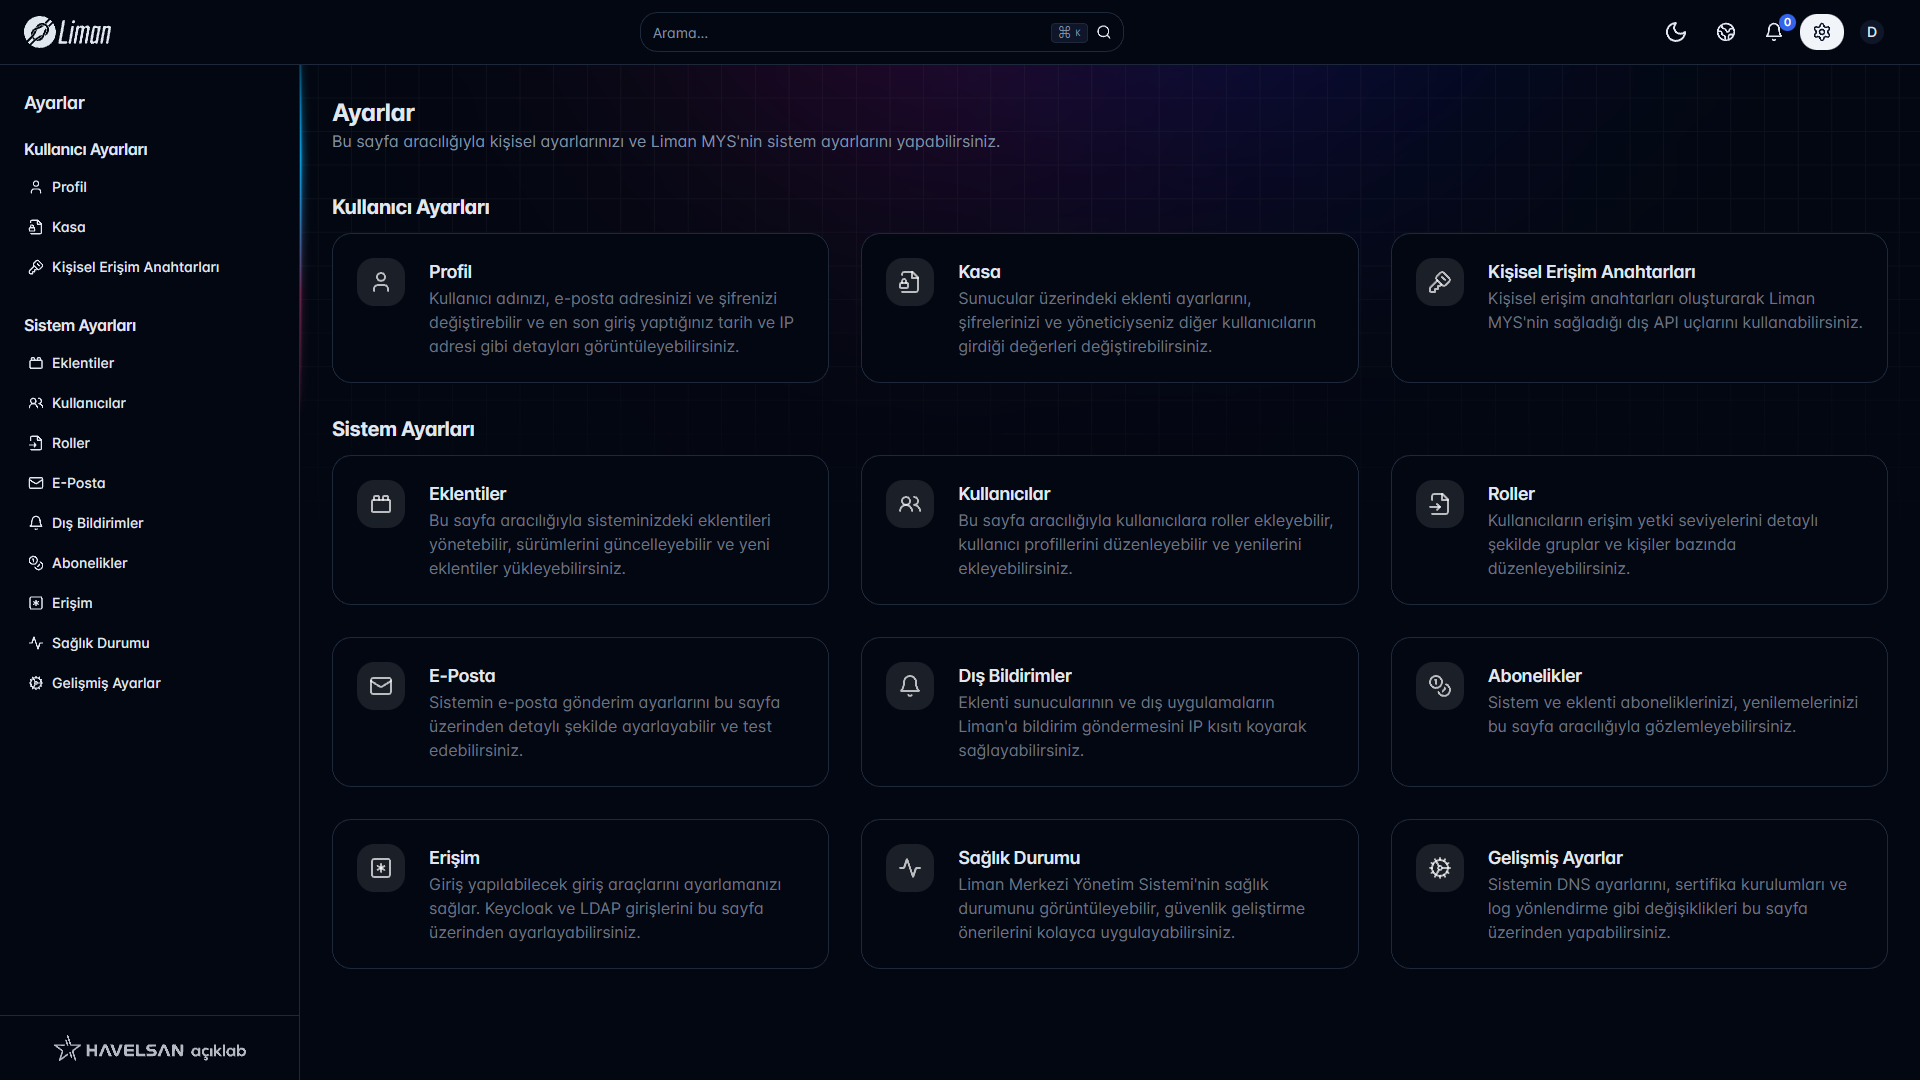 Liman
Arama...
⌘ K
0
D
Ayarlar
Kullanıcı Ayarları
Profil
Kasa
Kişisel Erişim Anahtarları
Sistem Ayarları
Eklentiler
Kullanıcılar
Roller
E-Posta
Dış Bildirimler
Abonelikler
Erişim
Sağlık Durumu
Gelişmiş Ayarlar
HAVELSAN açıklab
Ayarlar
Bu sayfa aracılığıyla kişisel ayarlarınızı ve Liman MYS'nin sistem ayarlarını yapabilirsiniz.
Kullanıcı Ayarları
Profil
Kullanıcı adınızı, e-posta adresinizi ve şifrenizi
değiştirebilir ve en son giriş yaptığınız tarih ve IP
adresi gibi detayları görüntüleyebilirsiniz.
Kasa
Sunucular üzerindeki eklenti ayarlarını,
şifrelerinizi ve yöneticiyseniz diğer kullanıcıların
girdiği değerleri değiştirebilirsiniz.
Kişisel Erişim Anahtarları
Kişisel erişim anahtarları oluşturarak Liman
MYS'nin sağladığı dış API uçlarını kullanabilirsiniz.
Sistem Ayarları
Eklentiler
Bu sayfa aracılığıyla sisteminizdeki eklentileri
yönetebilir, sürümlerini güncelleyebilir ve yeni
eklentiler yükleyebilirsiniz.
Kullanıcılar
Bu sayfa aracılığıyla kullanıcılara roller ekleyebilir,
kullanıcı profillerini düzenleyebilir ve yenilerini
ekleyebilirsiniz.
Roller
Kullanıcıların erişim yetki seviyelerini detaylı
şekilde gruplar ve kişiler bazında
düzenleyebilirsiniz.
E-Posta
Sistemin e-posta gönderim ayarlarını bu sayfa
üzerinden detaylı şekilde ayarlayabilir ve test
edebilirsiniz.
Dış Bildirimler
Eklenti sunucularının ve dış uygulamaların
Liman'a bildirim göndermesini IP kısıtı koyarak
sağlayabilirsiniz.
Abonelikler
Sistem ve eklenti aboneliklerinizi, yenilemelerinizi
bu sayfa aracılığıyla gözlemleyebilirsiniz.
Erişim
Giriş yapılabilecek giriş araçlarını ayarlamanızı
sağlar. Keycloak ve LDAP girişlerini bu sayfa
üzerinden ayarlayabilirsiniz.
Sağlık Durumu
Liman Merkezi Yönetim Sistemi'nin sağlık
durumunu görüntüleyebilir, güvenlik geliştirme
önerilerini kolayca uygulayabilirsiniz.
Gelişmiş Ayarlar
Sistemin DNS ayarlarını, sertifika kurulumları ve
log yönlendirme gibi değişiklikleri bu sayfa
üzerinden yapabilirsiniz.